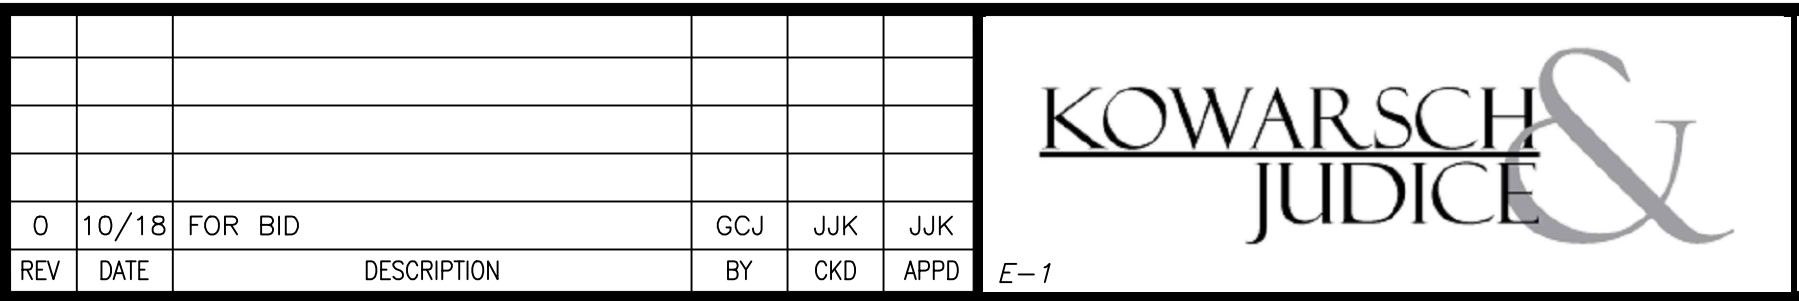 0 10/18 FOR BID GCJ JJK JJK
REV DATE DESCRIPTION BY CKD APPD
KOWARSCH &
JUDICE
E-1